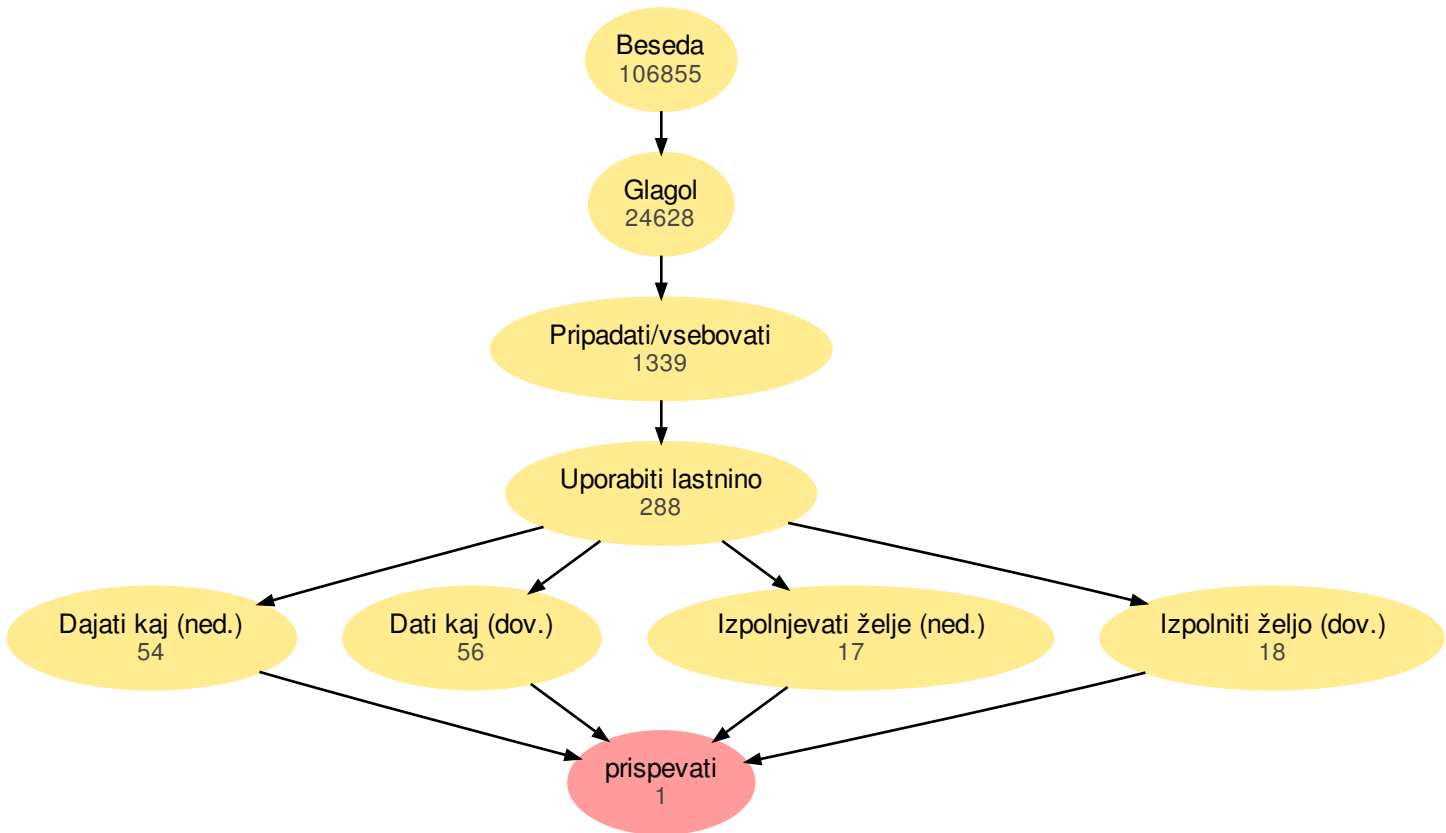 Beseda
106855
Glagol
24628
Pripadati/vsebovati
1339
Uporabiti lastnino
288
Dajati kaj (ned.)
54
Dati kaj (dov.)
56
Izpolnjevati želje (ned.)
17
Izpolniti željo (dov.)
18
prispevati
1